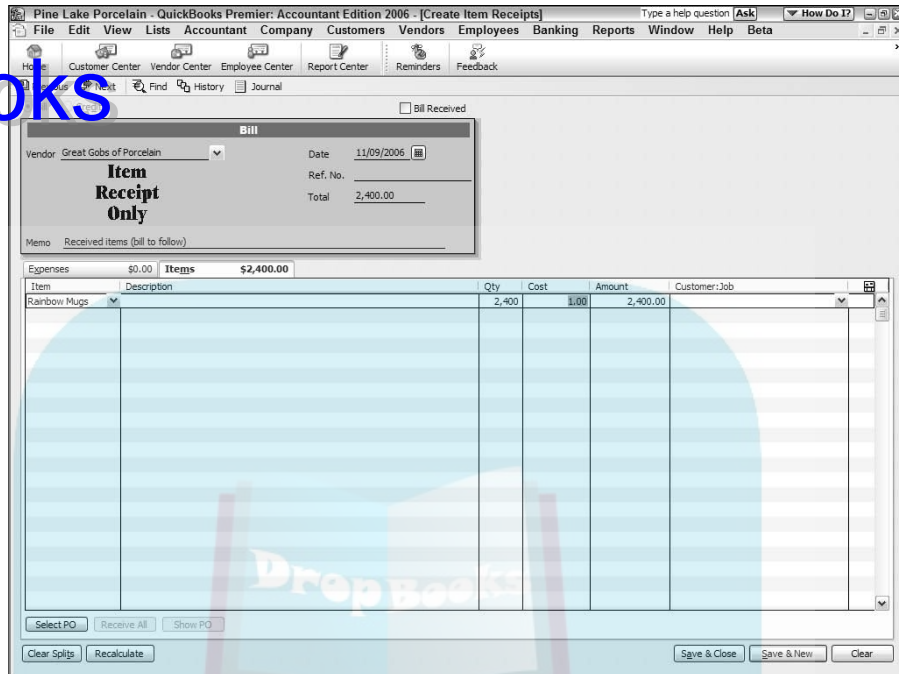 Pine Lake Porcelain - QuickBooks Premier: Accountant Edition 2006 - [Create Item Receipts] Type a help question Ask How Do I?
File Edit View Lists Accountant Company Customers Vendors Employees Banking Reports Window Help Beta
Home Customer Center Vendor Center Employee Center Report Center Reminders Feedback
oks
Next Find History Journal
Bill Received
Bill
Vendor Great Gobs of Porcelain Date 11/09/2006
Item Receipt Only
Ref. No.
Total 2,400.00
Memo Received items (bill to follow)
Expenses $0.00 Items $2,400.00
Item Description Qty Cost Amount Customer:Job
Rainbow Mugs 2,400 1.00 2,400.00
DropBooks
Select PO Receive All Show PO
Clear Splits Recalculate Save & Close Save & New Clear